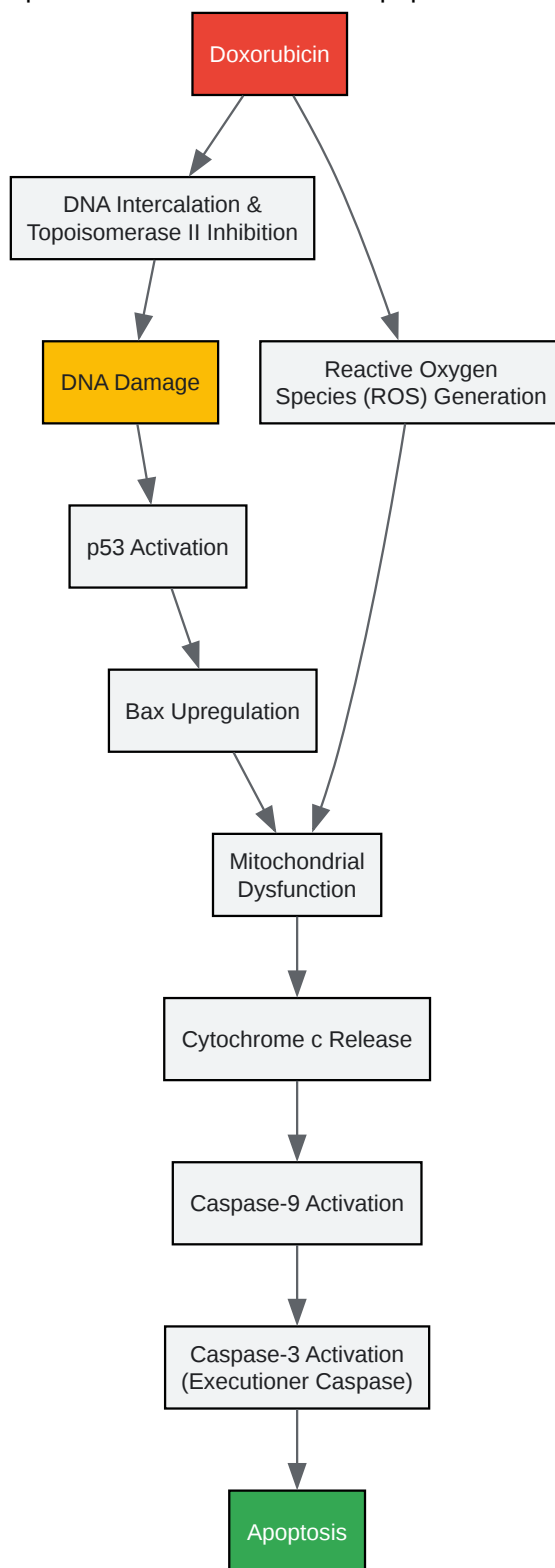 Doxorubicin
DNA Intercalation &
Topoisomerase II Inhibition
DNA Damage
Reactive Oxygen
Species (ROS) Generation
p53 Activation
Bax Upregulation
Mitochondrial
Dysfunction
Cytochrome c Release
Caspase-9 Activation
Caspase-3 Activation
(Executioner Caspase)
Apoptosis